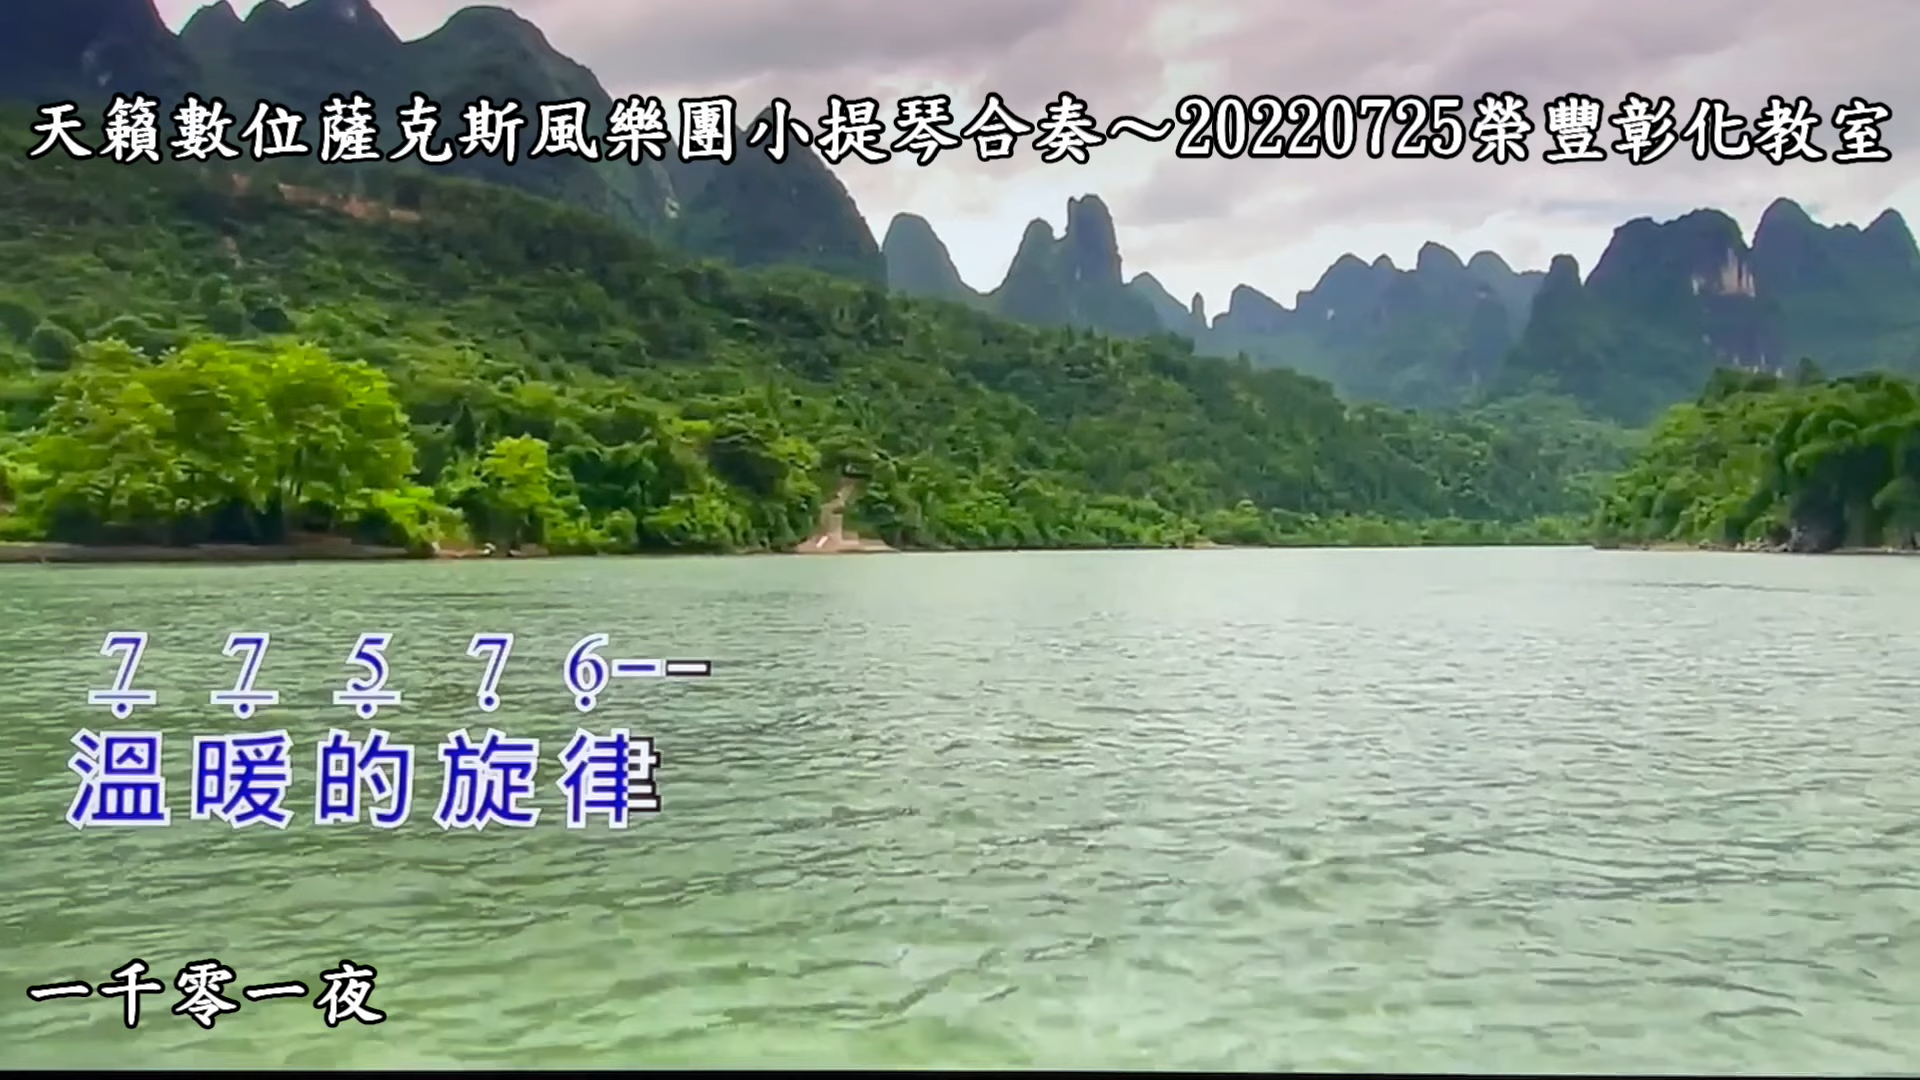 天籟數位薩克斯風樂團小提琴合奏～20220725榮豐彰化教室
7 7 5 7 6--
溫暖的旋律
一千零一夜